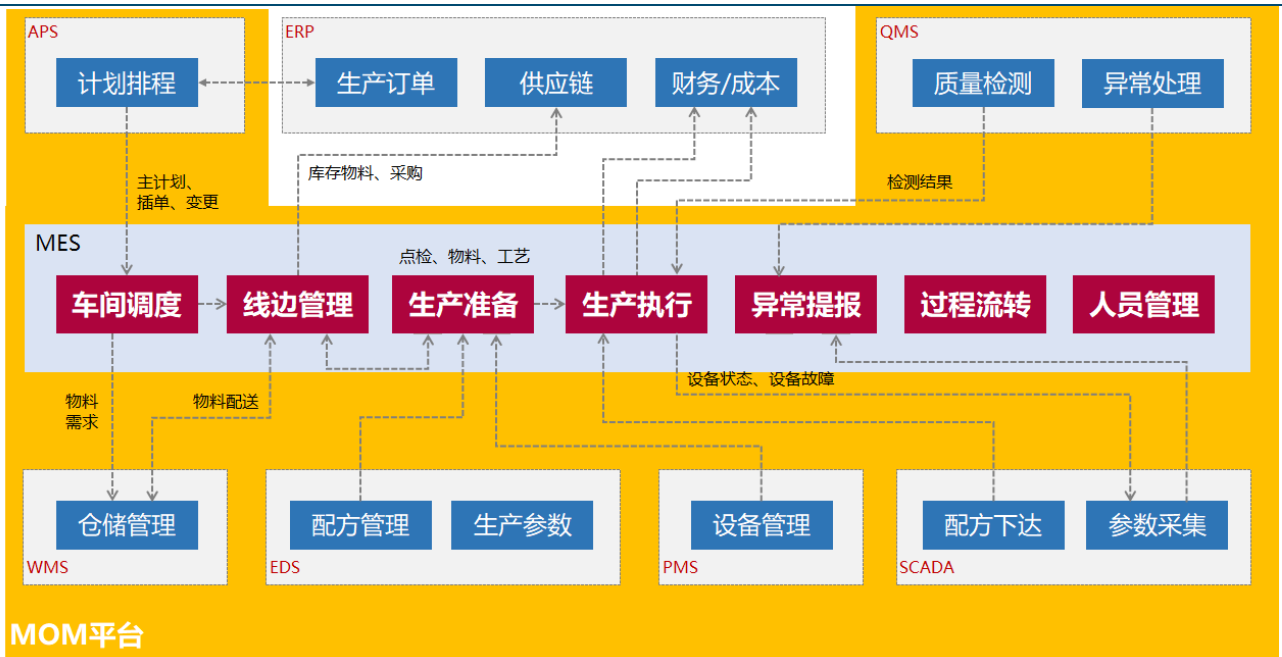 APS
ERP
QMS
计划排程
生产订单
供应链
财务/成本
质量检测
异常处理
主计划、
插单、变更
库存物料、采购
检测结果
MES
点检、物料、工艺
车间调度
线边管理
生产准备
生产执行
异常提报
过程流转
人员管理
设备状态、设备故障
物料
需求
物料配送
仓储管理
配方管理
生产参数
设备管理
配方下达
参数采集
WMS
EDS
PMS
SCADA
MOM平台